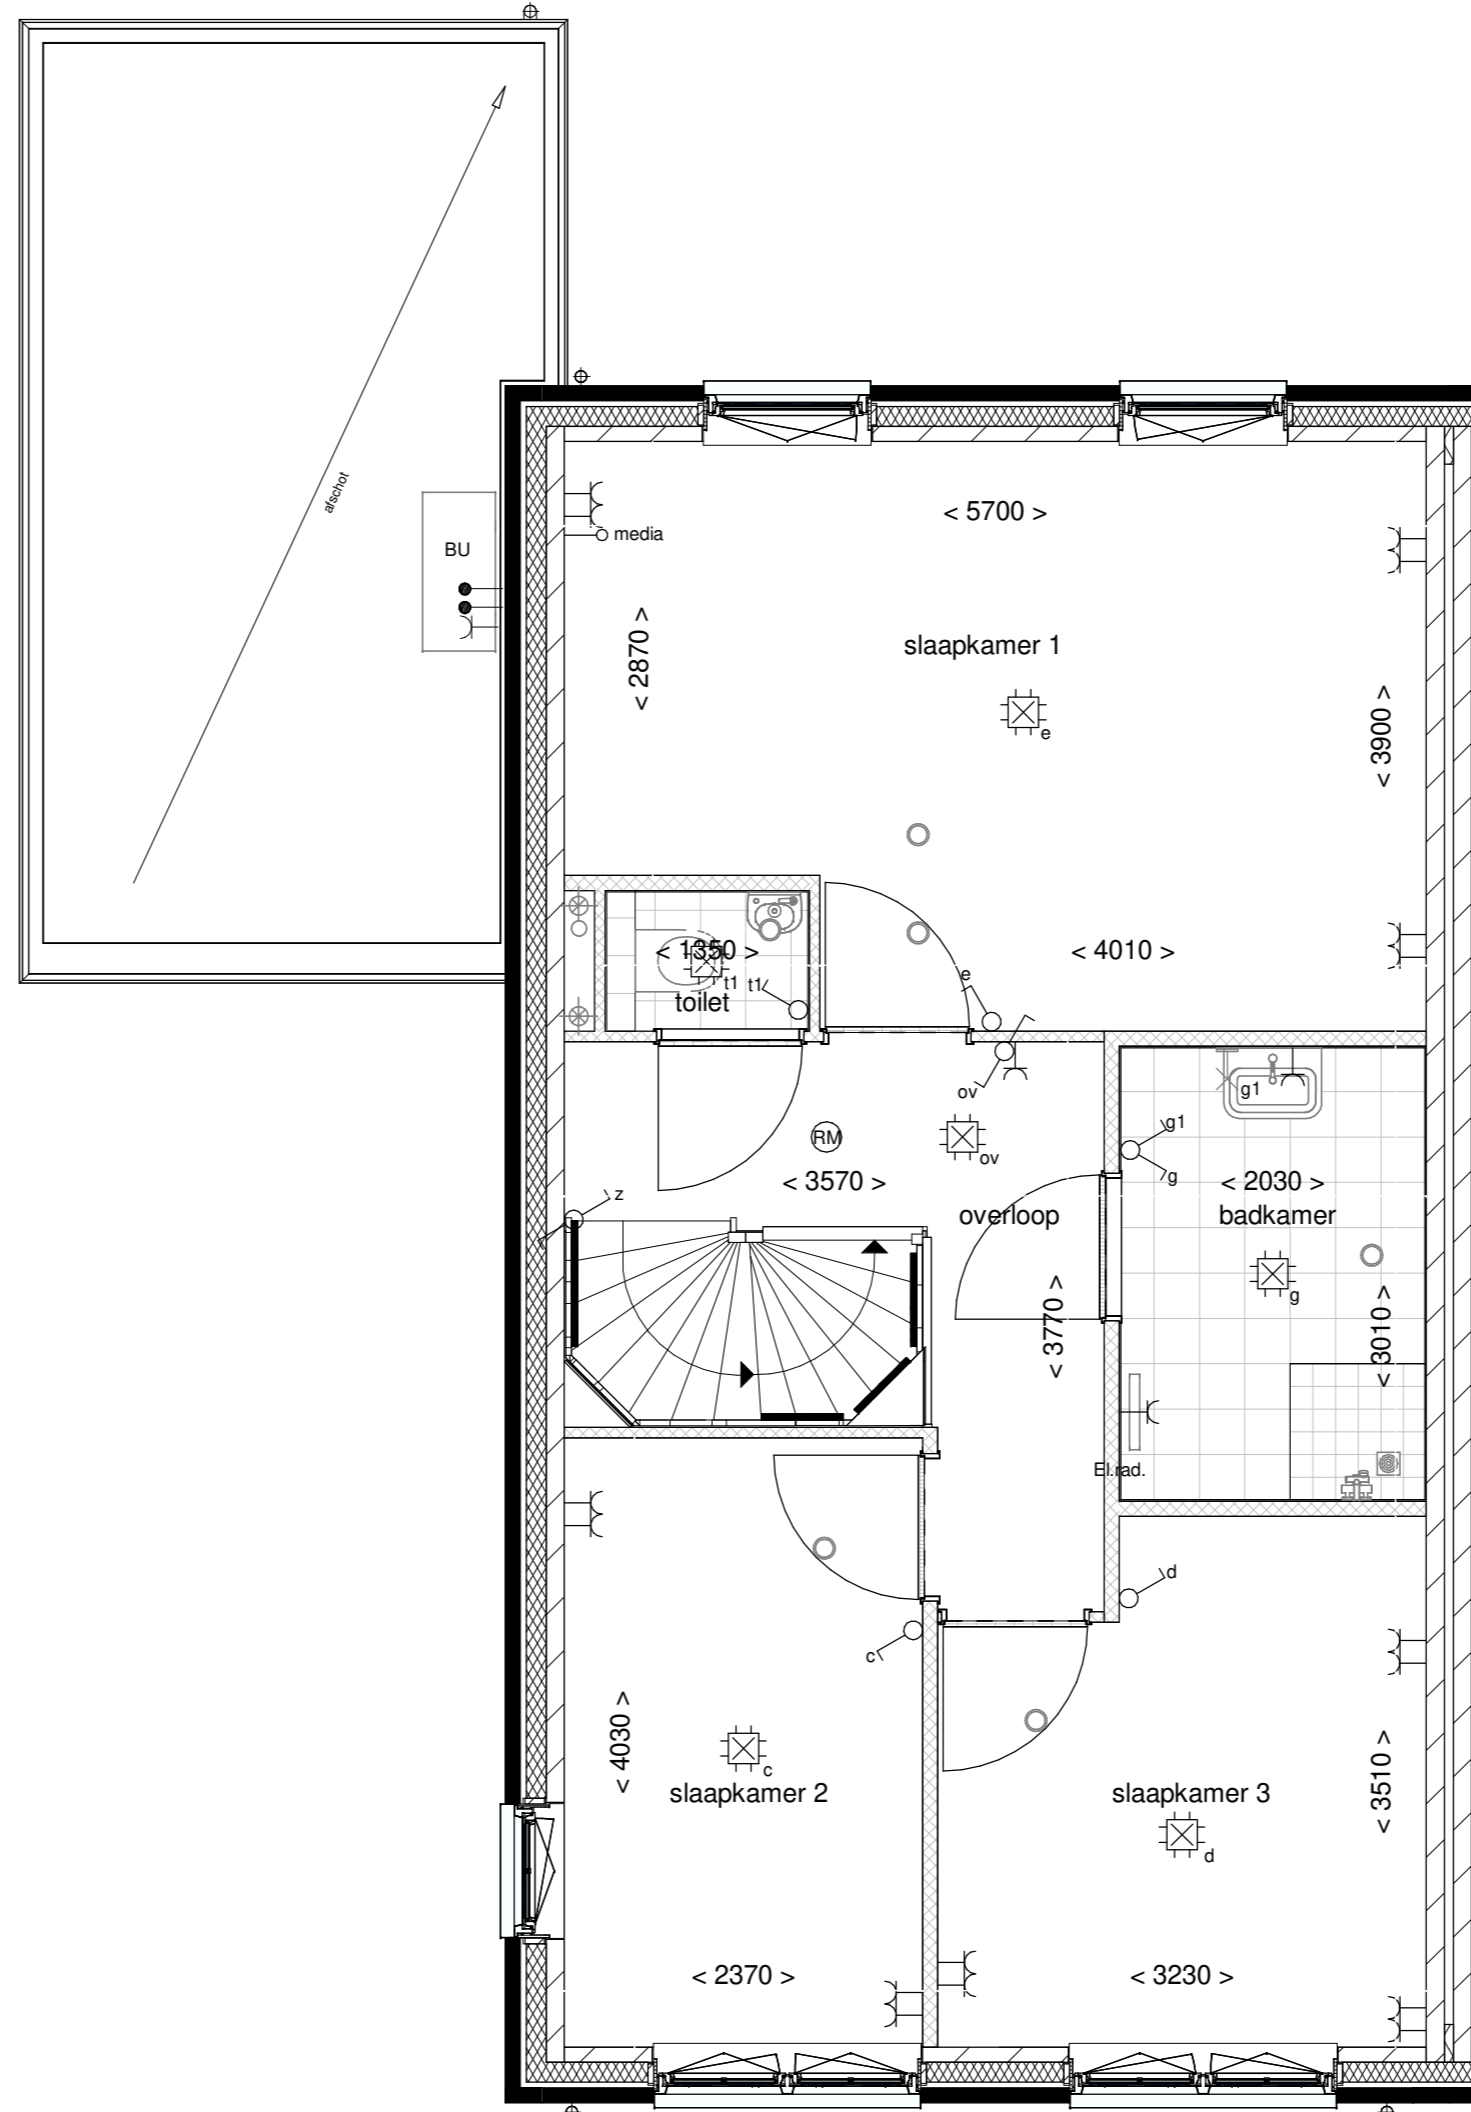 afschot
BU
media
< 5700 >
< 2870 >
slaapkamer 1
e
< 3900 >
< 1350 >
t1
t1
toilet
e
< 4010 >
ov
RM
ov
< 3570 >
overloop
z
g1
g1
g
< 2030 >
badkamer
g
< 3770 >
< 3010 >
El.rad.
c
d
< 4030 >
c
slaapkamer 2
slaapkamer 3
d
< 3510 >
< 2370 >
< 3230 >